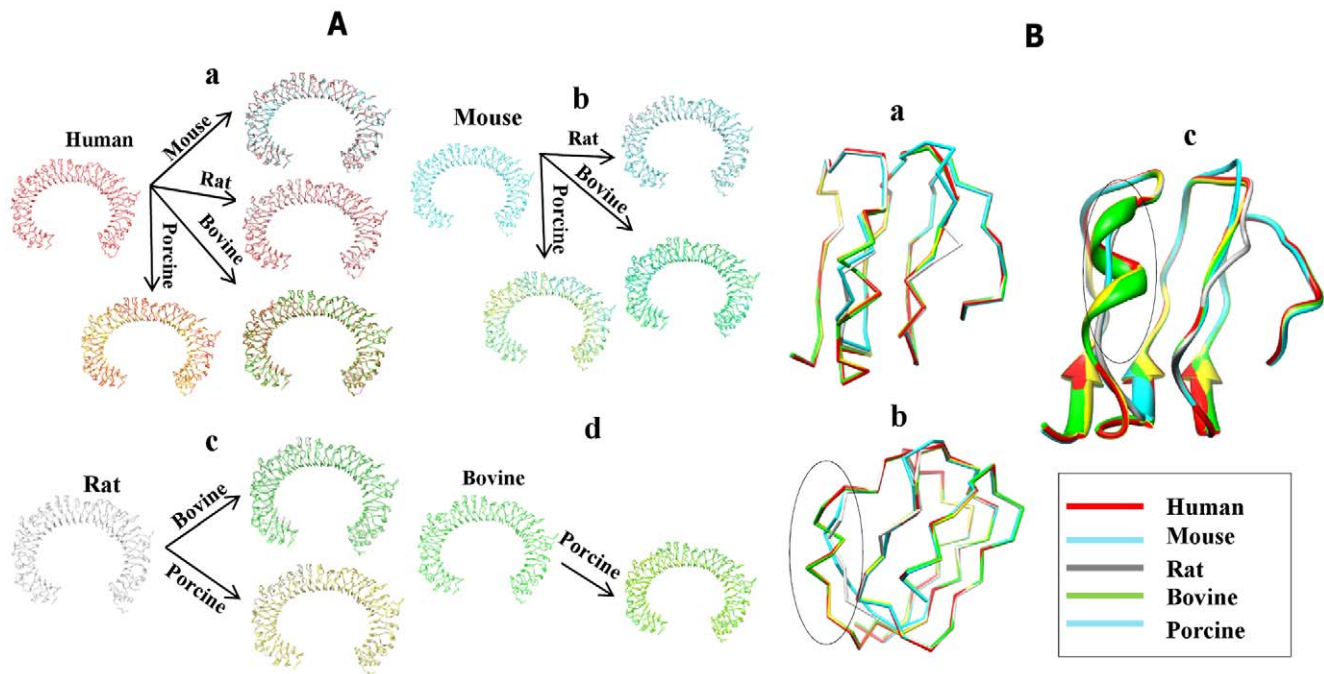 A
a
Human
Mouse
Rat
Bovine
Porcine
b
Mouse
Rat
Bovine
Porcine
c
Rat
Bovine
Porcine
d
Bovine
Porcine
B
a
b
c
Human
Mouse
Rat
Bovine
Porcine